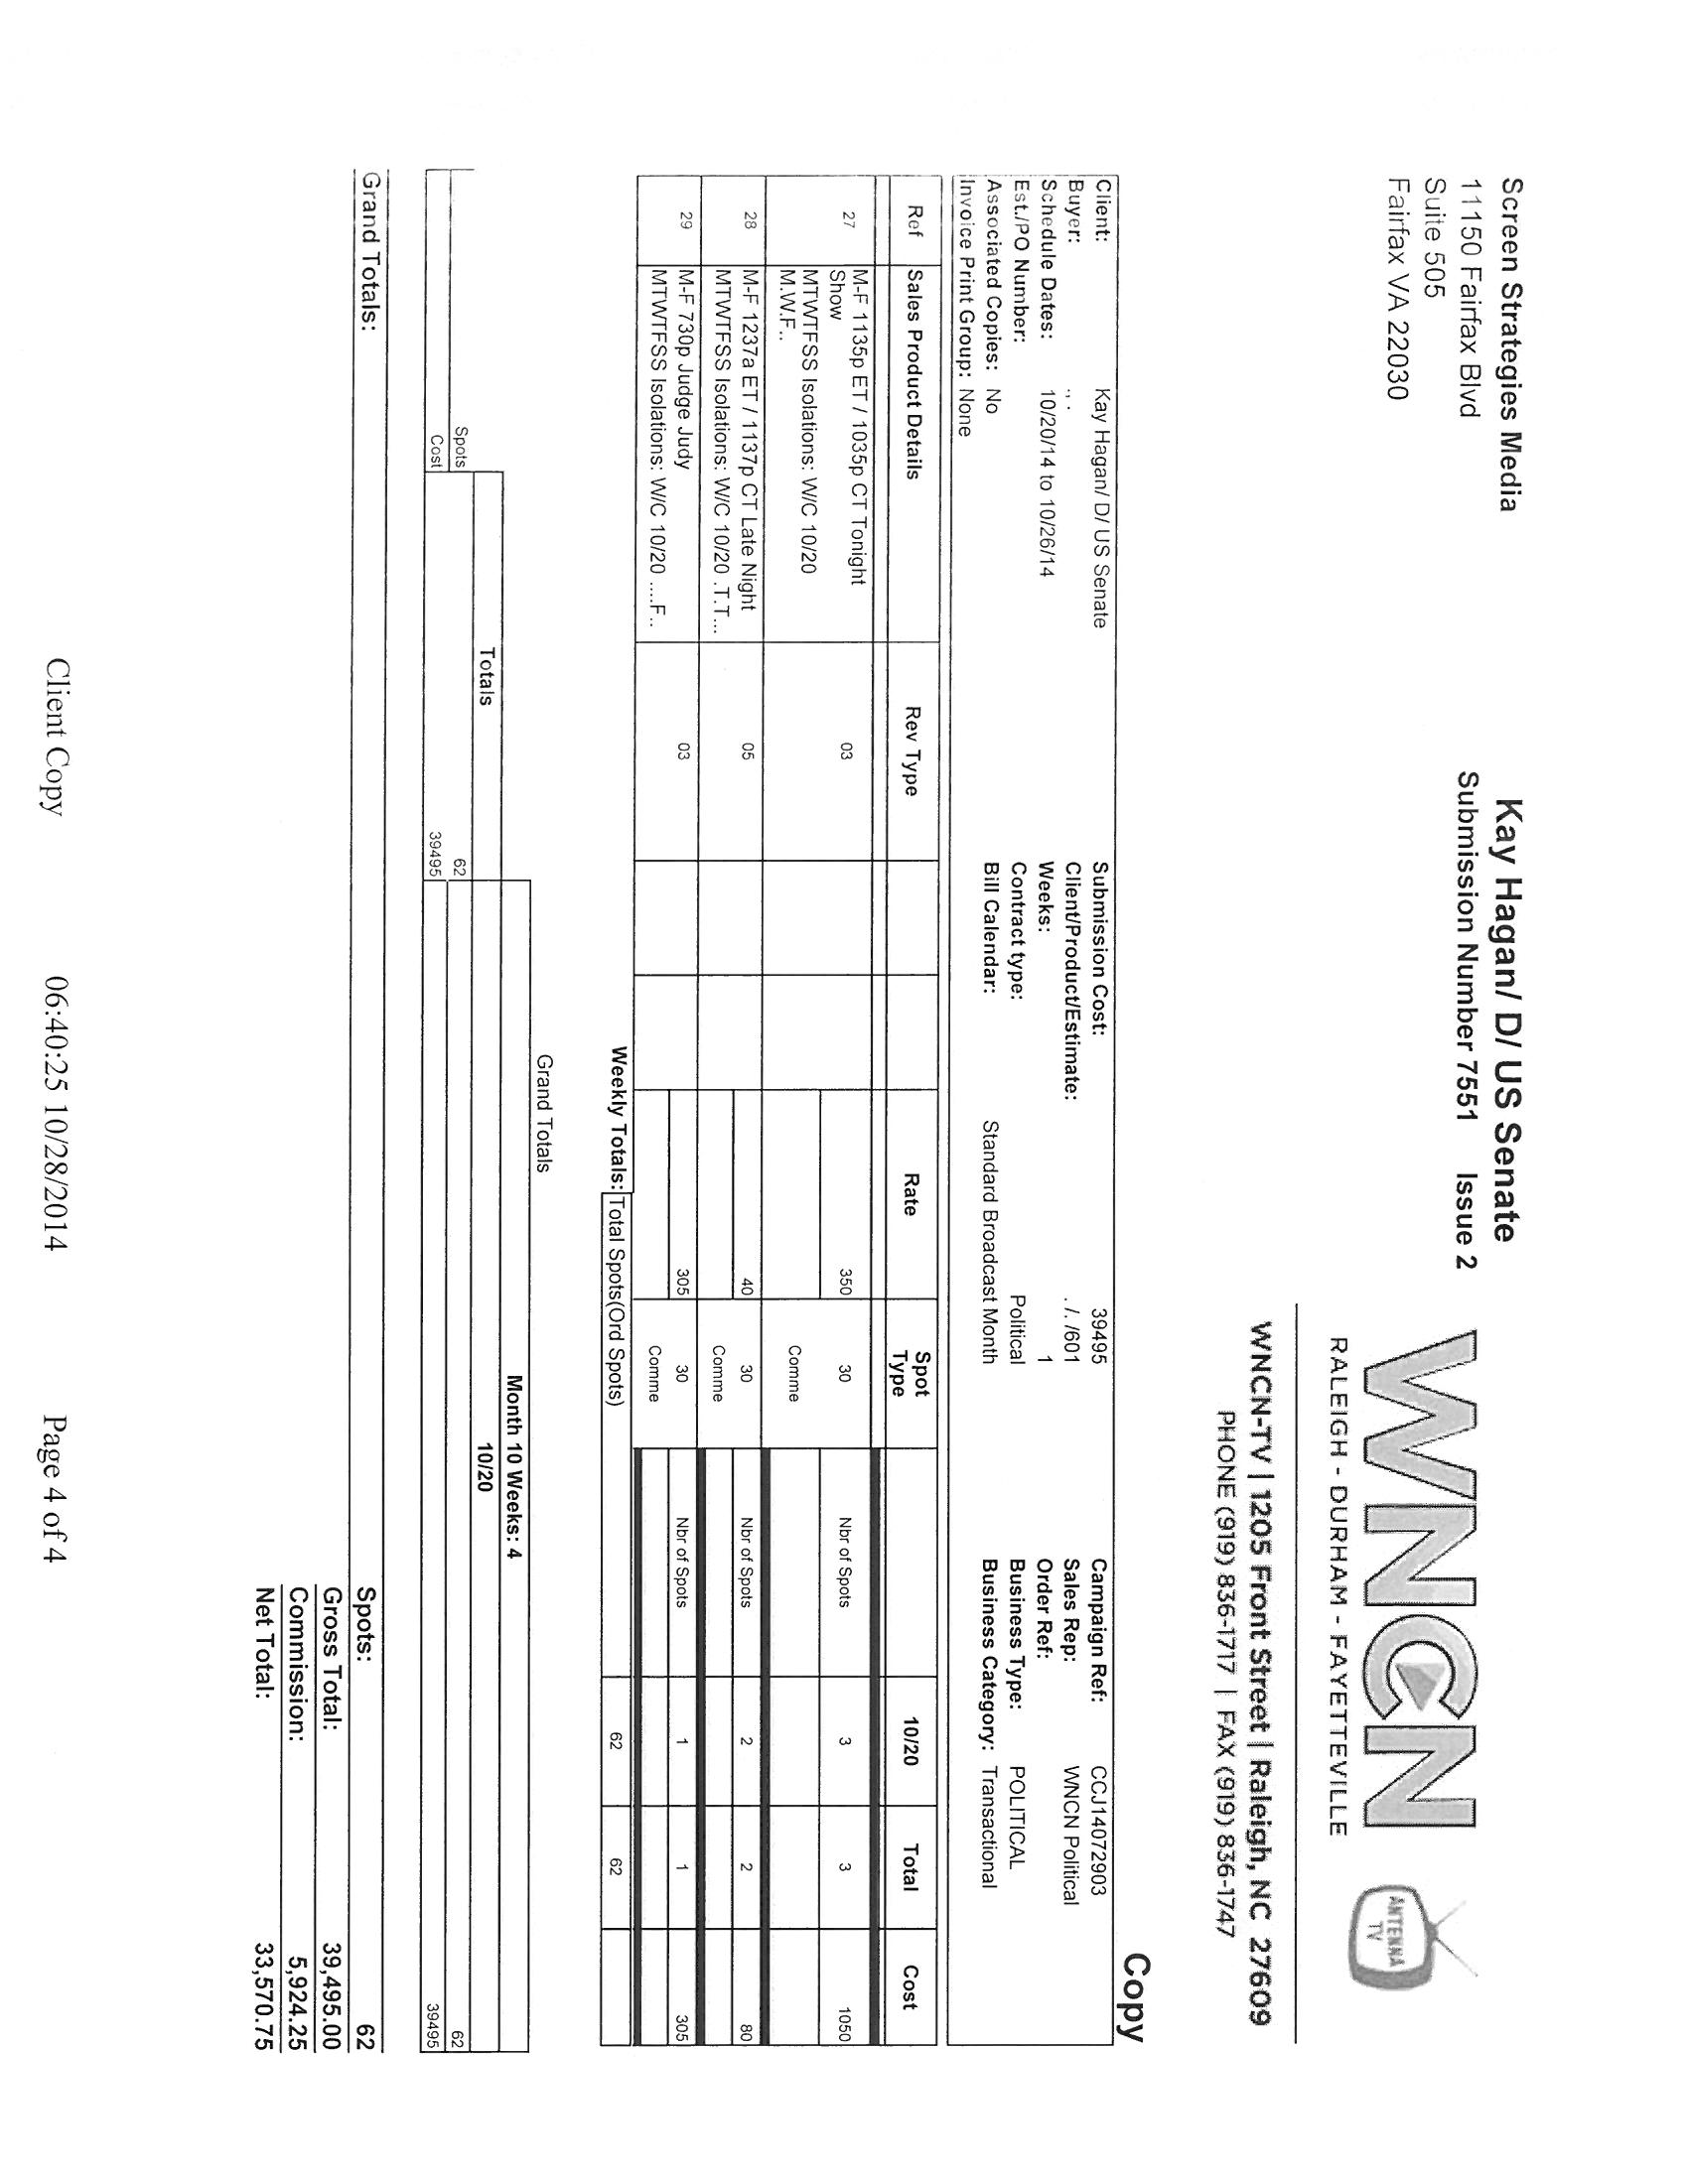 Screen Strategies Media
11150 Fairfax Blvd
Suite 505
Fairfax VA 22030
Kay Hagan/ D/ US Senate
Submission Number 7551 Issue 2
WNCN
RALEIGH - DURHAM - FAYETTEVILLE
ANTENNA
TV
WNCN-TV | 1205 Front Street | Raleigh, NC 27609
PHONE (919) 836-1717 | FAX (919) 836-1747
Copy
Client: Kay Hagan/ D/ US Senate Submission Cost: 39495 Campaign Ref: CCJ14072903
Buyer: ., . Client/Product/Estimate: . /. /601 Sales Rep: WNCN Political
Schedule Dates: 10/20/14 to 10/26/14 Weeks: 1 Order Ref:
Est./PO Number: Contract type: Political Business Type: POLITICAL
Associated Copies: No Bill Calendar: Standard Broadcast Month Business Category: Transactional
Invoice Print Group: None
Ref Sales Product Details Rev Type Rate Spot Type 10/20 Total Cost
27 M-F 1135p ET / 1035p CT Tonight 03 350 30 Nbr of Spots 3 3 1050
Show
MTWTFSS Isolations: W/C 10/20 Comme
M.W.F..
28 M-F 1237a ET / 1137p CT Late Night 05 40 30 Nbr of Spots 2 2 80
MTWTFSS Isolations: W/C 10/20 .T.T... Comme
29 M-F 730p Judge Judy 03 305 30 Nbr of Spots 1 1 305
MTWTFSS Isolations: W/C 10/20 ....F.. Comme
Weekly Totals: Total Spots(Ord Spots) 62 62
Grand Totals
Month 10 Weeks: 4
Totals 10/20
Spots 62 62
Cost 39495 39495
Grand Totals: Spots: 62
Gross Total: 39,495.00
Commission: 5,924.25
Net Total: 33,570.75
Client Copy 06:40:25 10/28/2014 Page 4 of 4